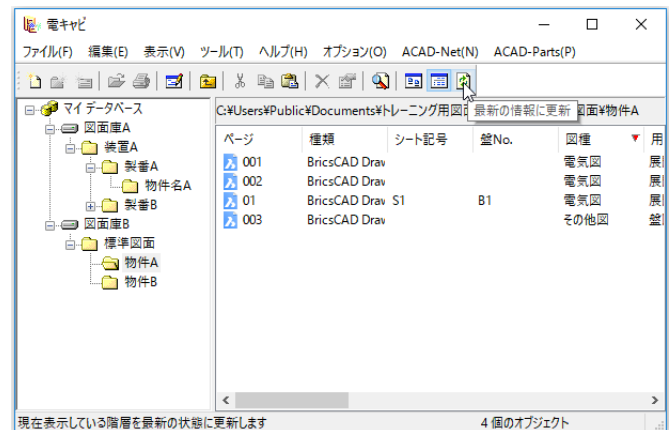 電キャビ
ファイル(F) 編集(E) 表示(V) ツール(T) ヘルプ(H) オプション(O) ACAD-Net(N) ACAD-Parts(P)
マイ データベース
図面庫A
装置A
製番A
物件名A
製番B
図面庫B
標準図面
物件A
物件B
C:¥Users¥Public¥Documents¥トレーニング用図 最新の情報に更新 図面¥物件A
ページ 種類 シート記号 盤No. 図種 用
001 BricsCAD Draw 電気図 展
002 BricsCAD Draw 電気図 展
01 BricsCAD Draw S1 B1 電気図 展
003 BricsCAD Draw その他図 盤
現在表示している階層を最新の状態に更新します 4 個のオブジェクト